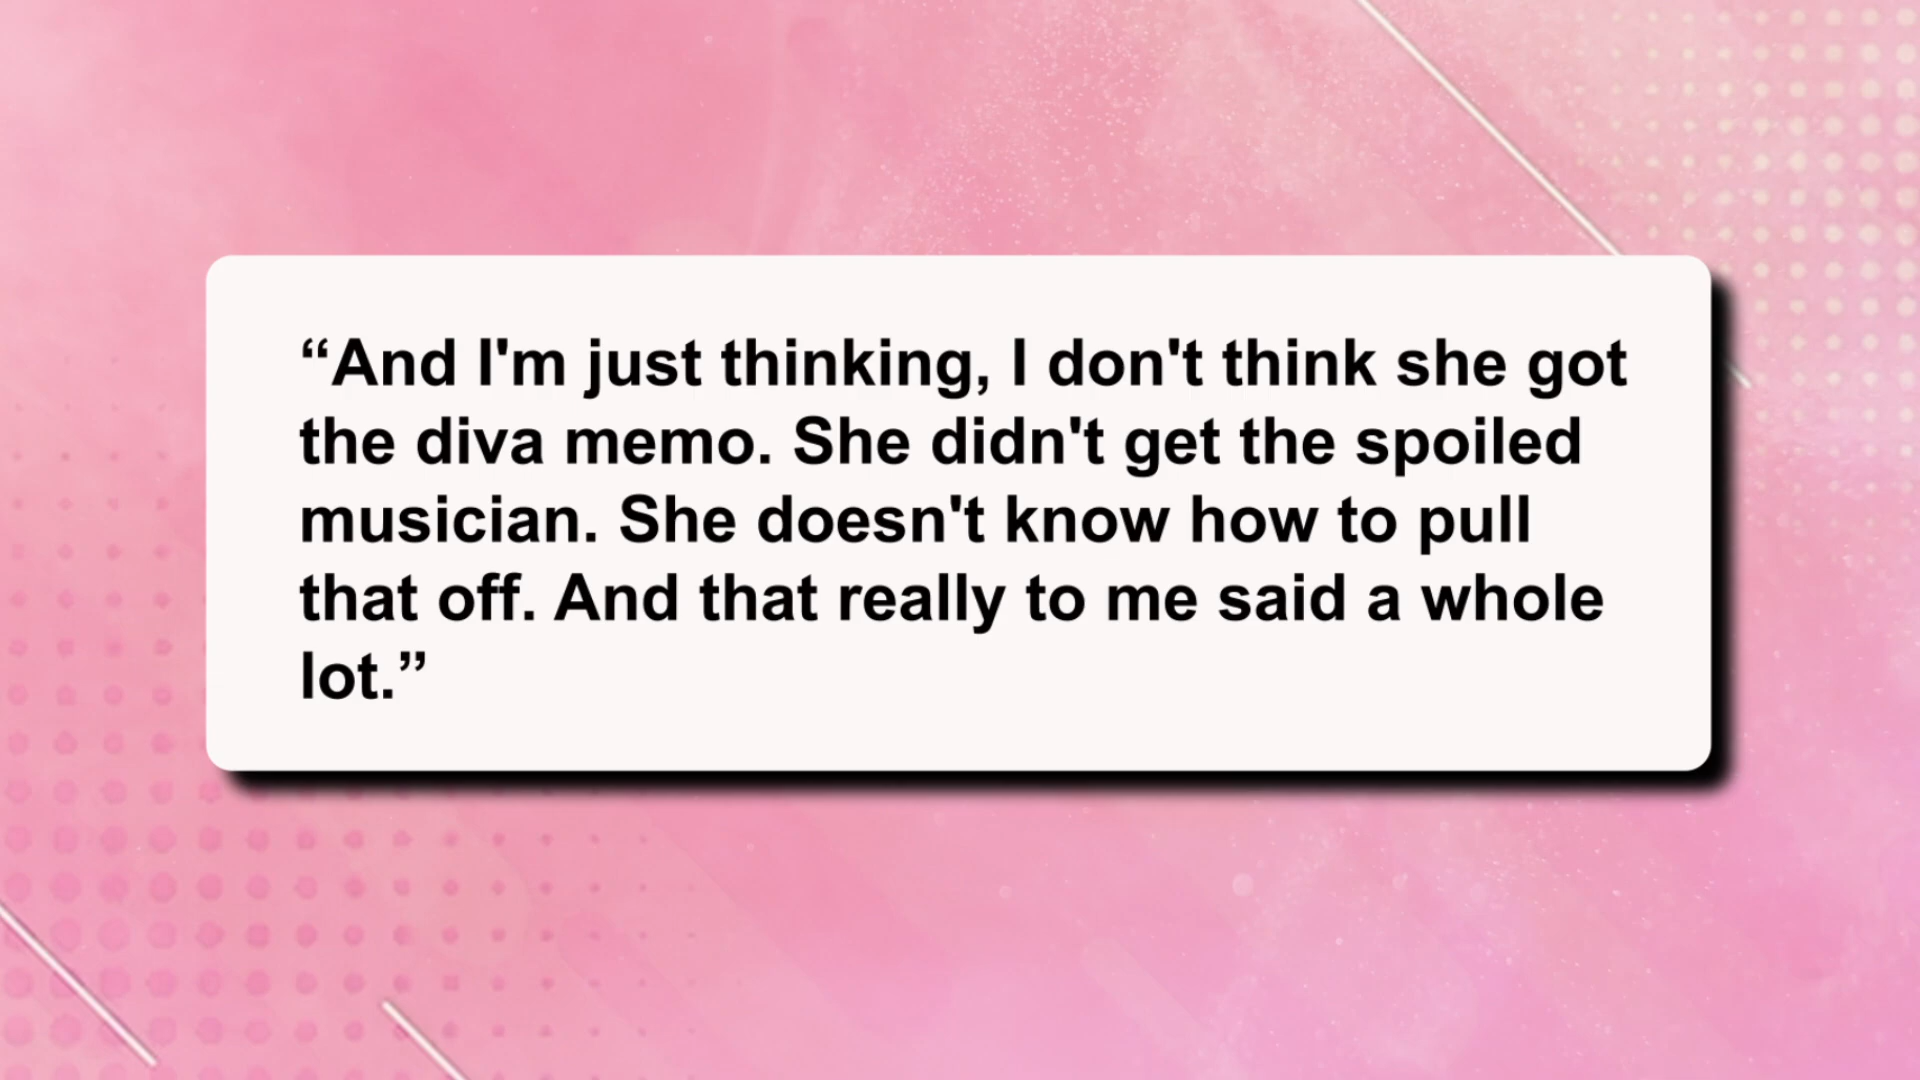 “And I'm just thinking, I don't think she got
the diva memo. She didn't get the spoiled
musician. She doesn't know how to pull
that off. And that really to me said a whole
lot.”